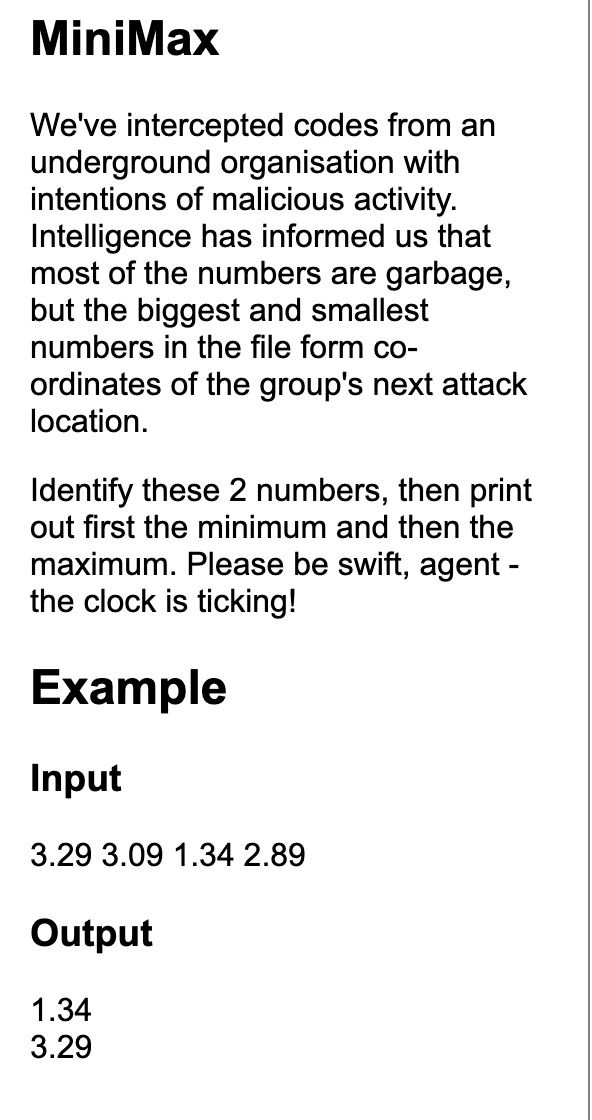 MiniMax
We've intercepted codes from an
underground organisation with
intentions of malicious activity.
Intelligence has informed us that
most of the numbers are garbage,
but the biggest and smallest
numbers in the file form co-
ordinates of the group's next attack
location.
Identify these 2 numbers, then print
out first the minimum and then the
maximum. Please be swift, agent -
the clock is ticking!
Example
Input
3.29 3.09 1.34 2.89
Output
1.34
3.29